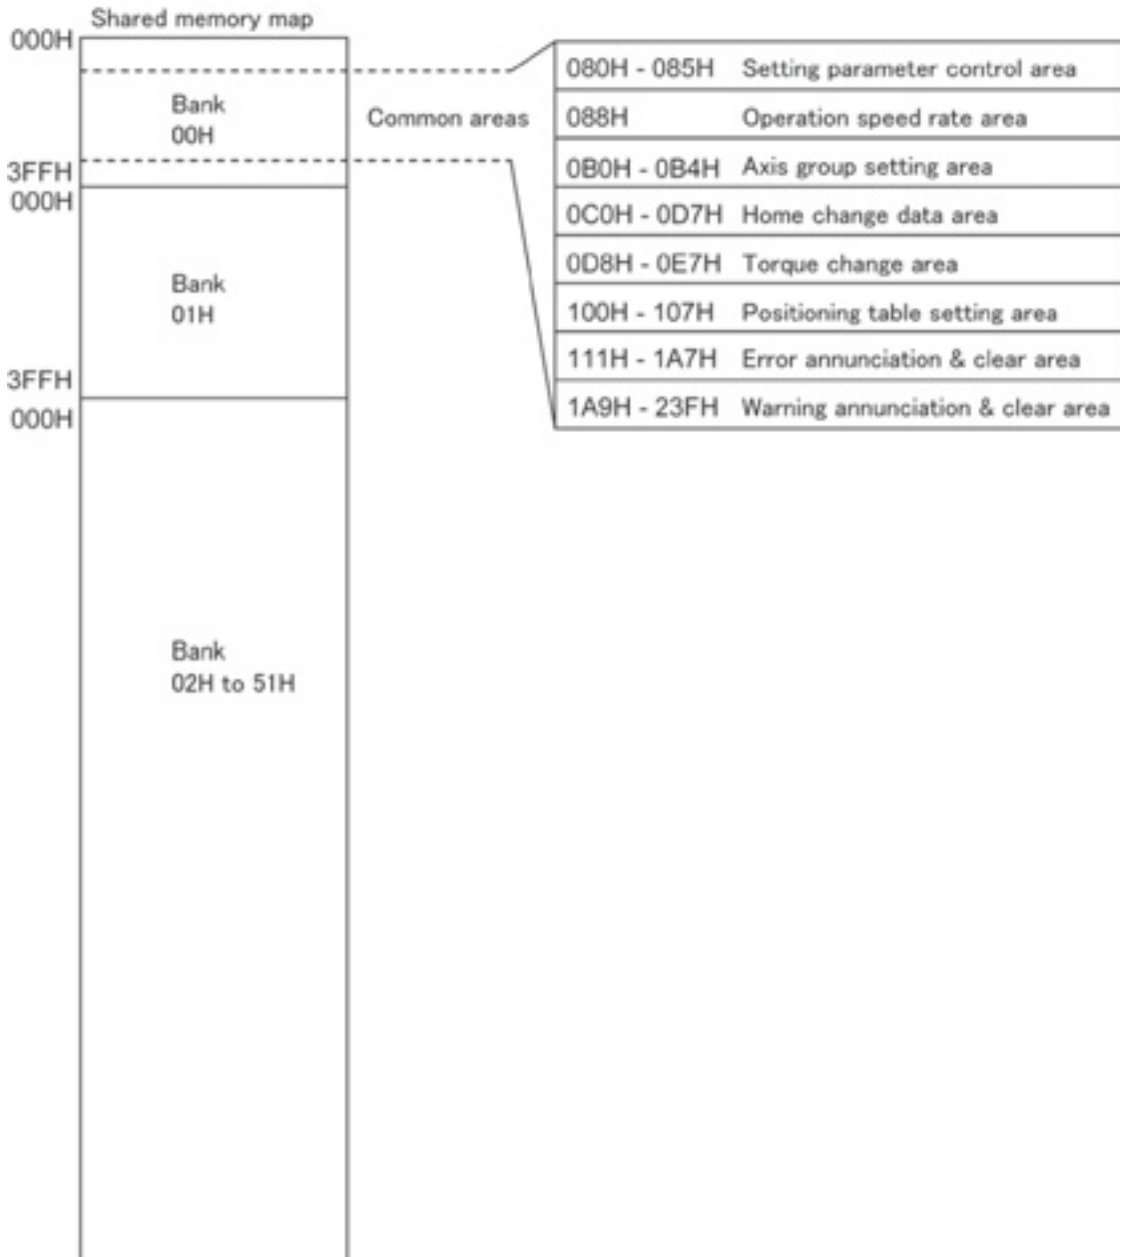 Shared memory map
000H
Bank
00H
3FFH
000H
Bank
01H
3FFH
000H
Bank
02H to 51H
Common areas
080H - 085H Setting parameter control area
088H Operation speed rate area
0B0H - 0B4H Axis group setting area
0C0H - 0D7H Home change data area
0D8H - 0E7H Torque change area
100H - 107H Positioning table setting area
111H - 1A7H Error annunciation & clear area
1A9H - 23FH Warning annunciation & clear area